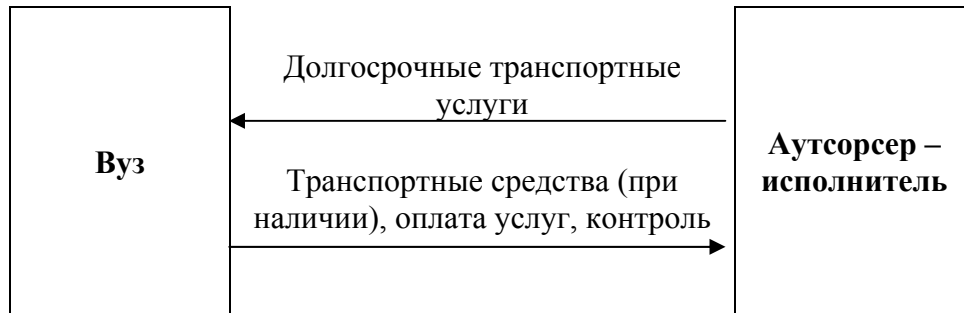 Вуз
Долгосрочные транспортные
услуги
Транспортные средства (при
наличии), оплата услуг, контроль
Аутсорсер –
исполнитель